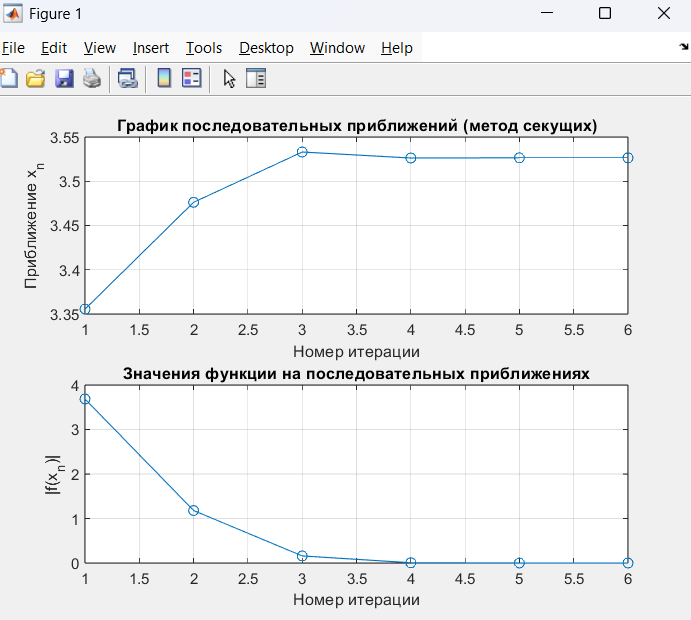 Figure 1
File Edit View Insert Tools Desktop Window Help
График последовательных приближений (метод секущих)
Приближение x_n
3.55
3.5
3.45
3.4
3.35
1 1.5 2 2.5 3 3.5 4 4.5 5 5.5 6
Номер итерации
Значения функции на последовательных приближениях
|f(x_n)|
4
3
2
1
0
1 1.5 2 2.5 3 3.5 4 4.5 5 5.5 6
Номер итерации